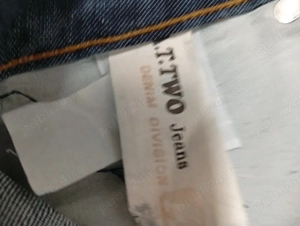 .T.TWO Jeans
DENIM DIVISION